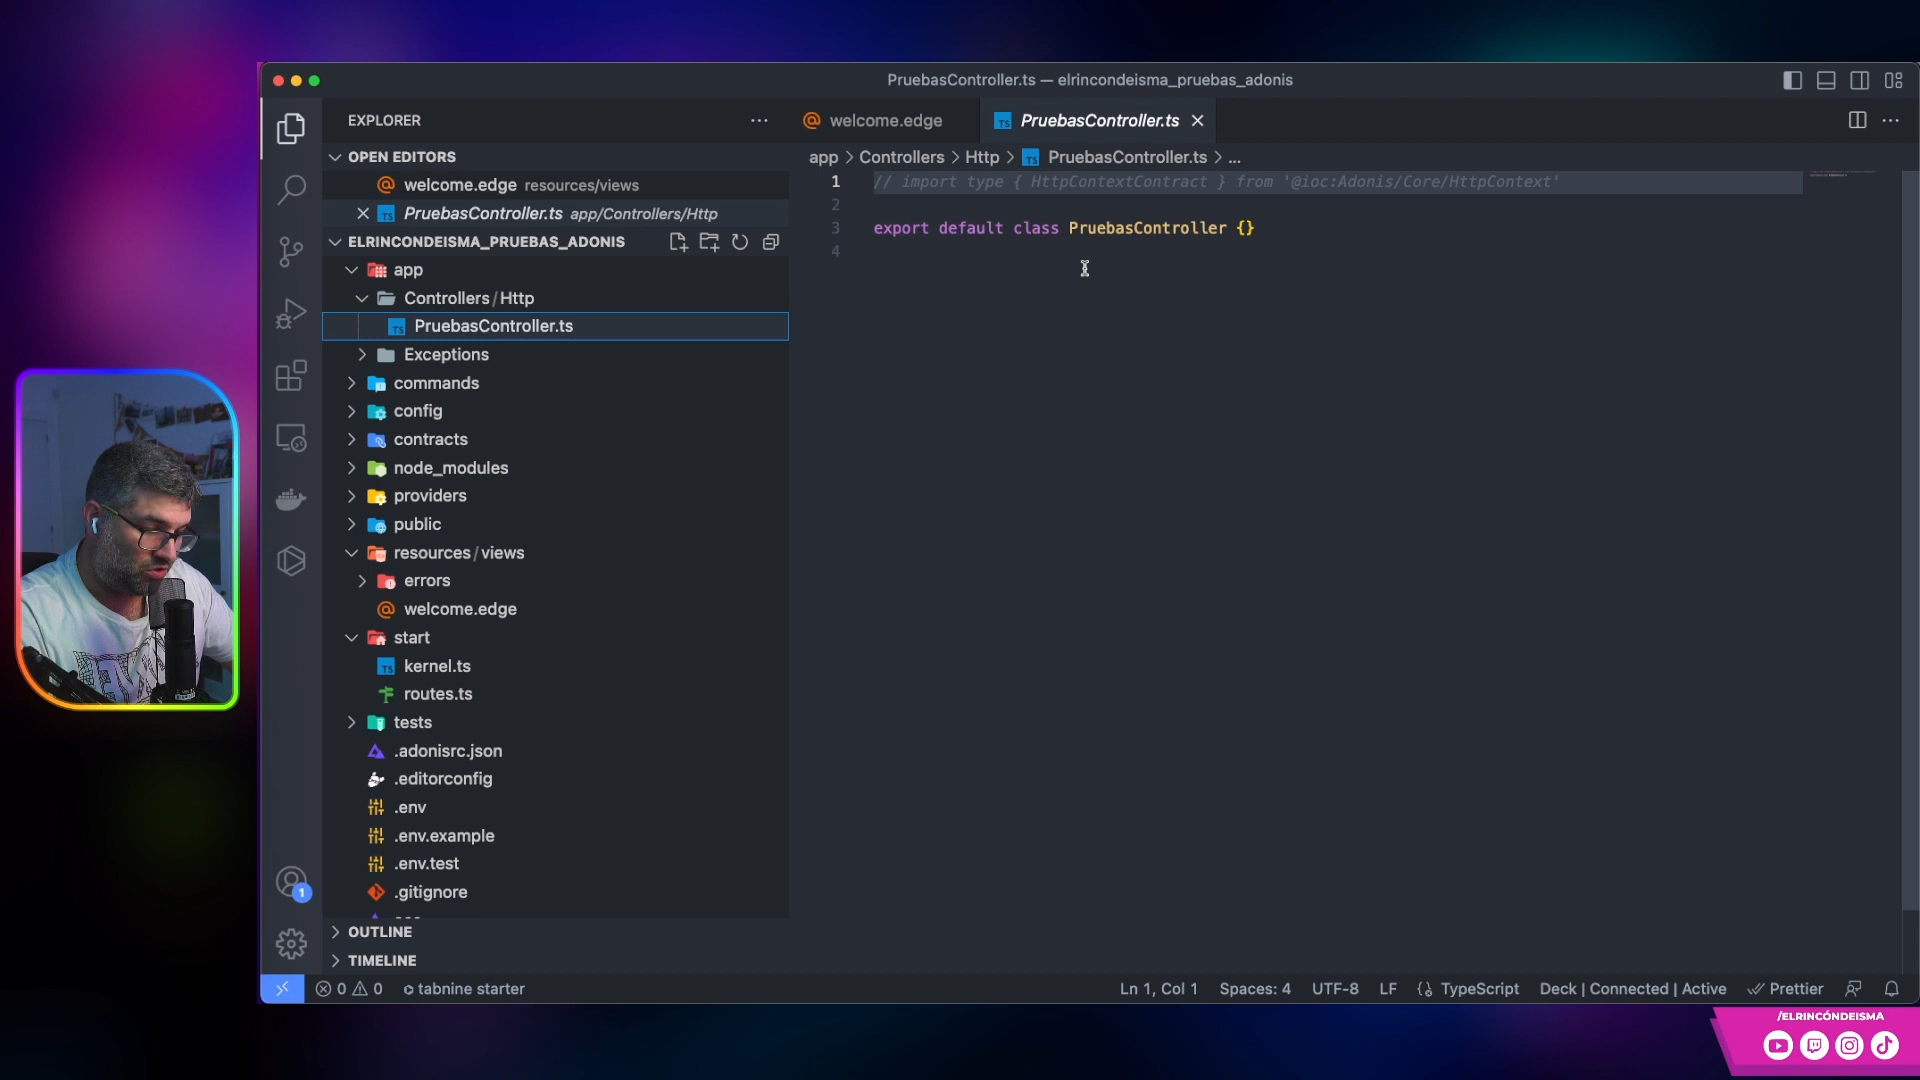 PruebasController.ts — elrincondeisma_pruebas_adonis
EXPLORER
OPEN EDITORS
welcome.edge resources/views
PruebasController.ts app/Controllers/Http
ELRINCONDEISMA_PRUEBAS_ADONIS
app
Controllers/Http
PruebasController.ts
Exceptions
commands
config
contracts
node_modules
providers
public
resources/views
errors
welcome.edge
start
kernel.ts
routes.ts
tests
.adonisrc.json
.editorconfig
.env
.env.example
.env.test
.gitignore
OUTLINE
TIMELINE
1
welcome.edge
PruebasController.ts
app > Controllers > Http > TS PruebasController.ts > ...
1 // import type { HttpContextContract } from '@ioc:Adonis/Core/HttpContext'
2
3 export default class PruebasController {}
4
0 0 tabnine starter
Ln 1, Col 1 Spaces: 4 UTF-8 LF TypeScript Deck | Connected | Active Prettier
/ELRINCÓNDEISMA